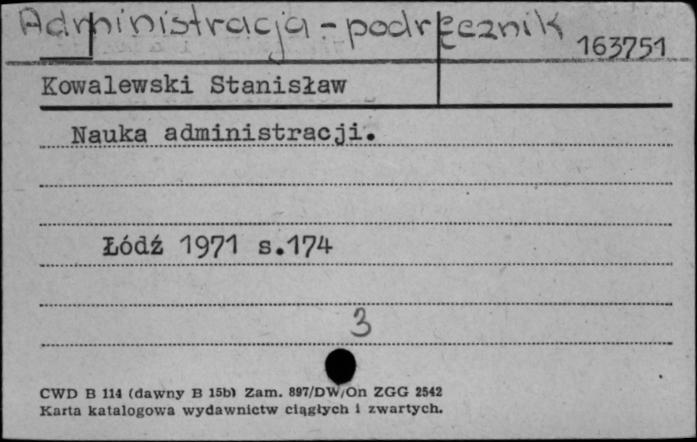 Administracja - podręcznik
163751
Kowalewski Stanisław
Nauka administracji.
Łódź 1971 s.174
3
CWD B 114 (dawny B 15b) Zam. 897/DW/On ZGG 2542
Karta katalogowa wydawnictw ciągłych i zwartych.